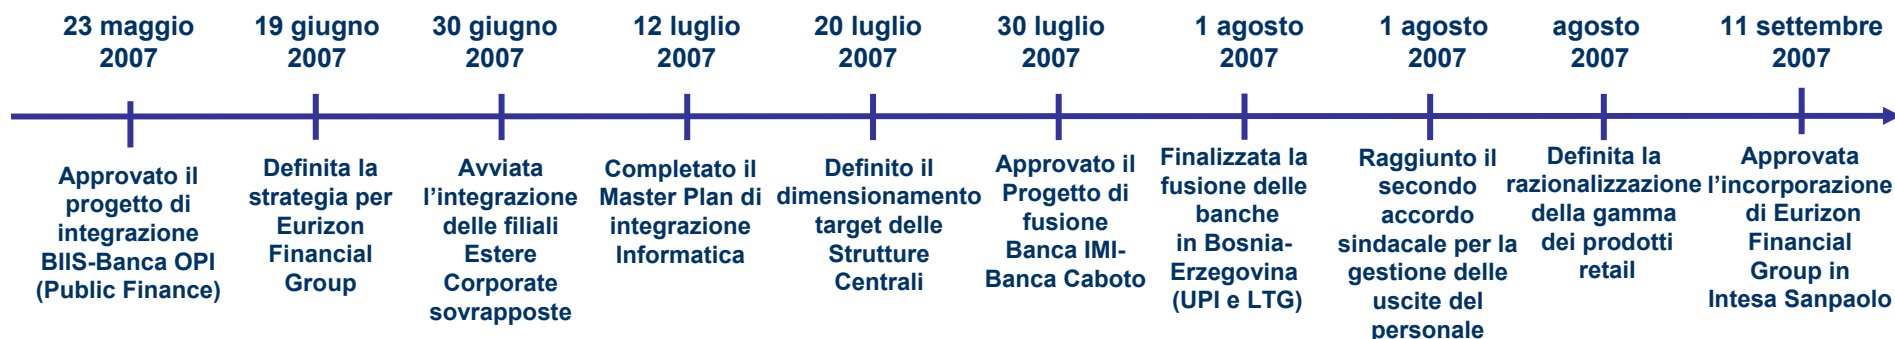 23 maggio
2007
19 giugno
2007
30 giugno
2007
12 luglio
2007
20 luglio
2007
30 luglio
2007
1 agosto
2007
1 agosto
2007
agosto
2007
11 settembre
2007
Approvato il
progetto di
integrazione
BIIS-Banca OPI
(Public Finance)
Definita la
strategia per
Eurizon
Financial
Group
Avviata
l’integrazione
delle filiali
Estere
Corporate
sovrapposte
Completato il
Master Plan di
integrazione
Informatica
Definito il
dimensionamento
target delle
Strutture
Centrali
Approvato il
Progetto di
fusione
Banca IMI-
Banca Caboto
Finalizzata la
fusione delle
banche
in Bosnia-
Erzegovina
(UPI e LTG)
Raggiunto il
secondo
accordo
sindacale per la
gestione delle
uscite del
personale
Definita la
razionalizzazione
della gamma
dei prodotti
retail
Approvata
l’incorporazione
di Eurizon
Financial
Group in
Intesa Sanpaolo